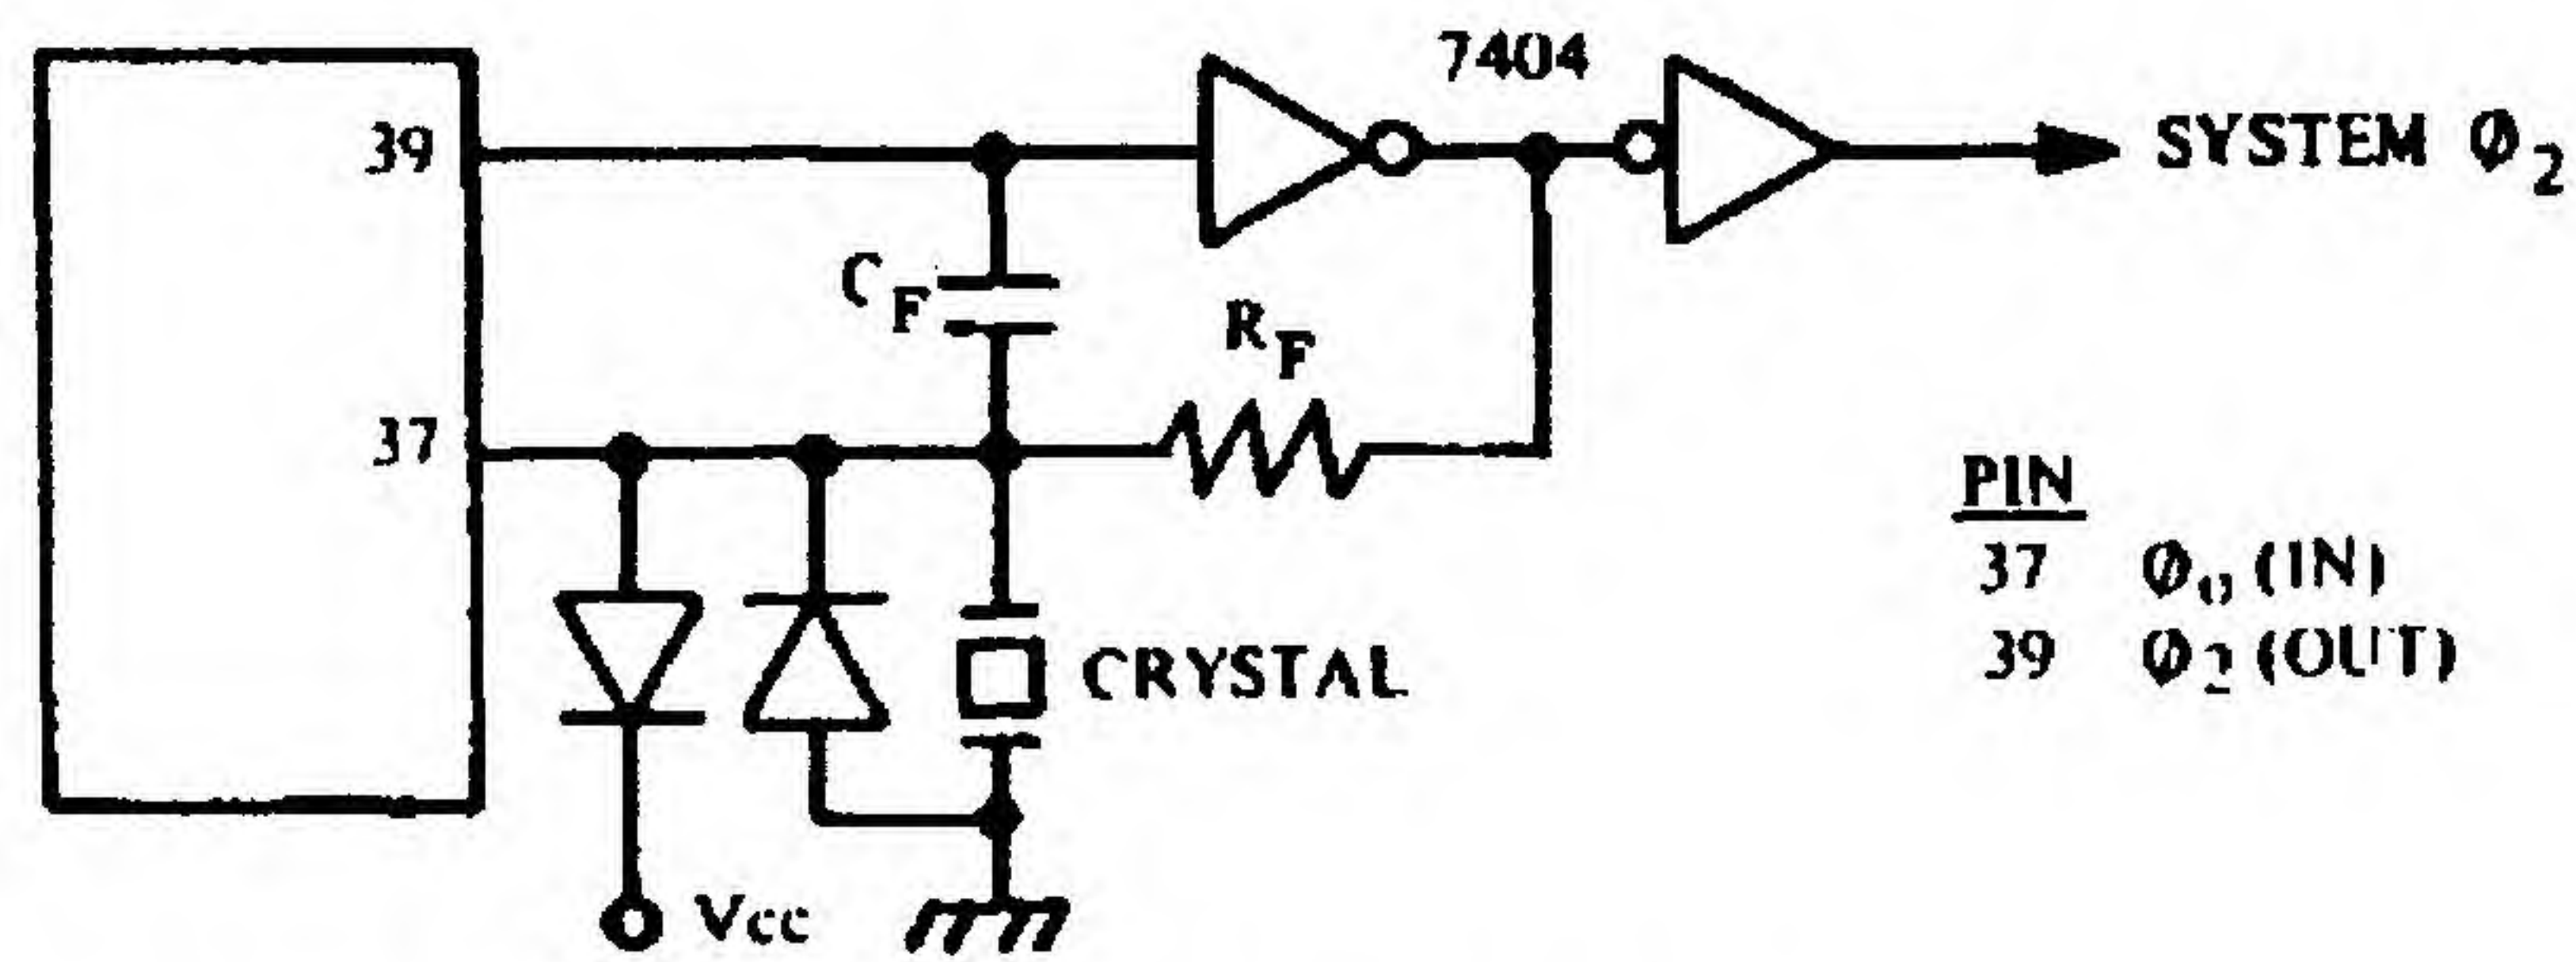 7404
39
SYSTEM Ø2
CF
RF
37
PIN
37 Ø0 (IN)
39 Ø2 (OUT)
CRYSTAL
Vcc